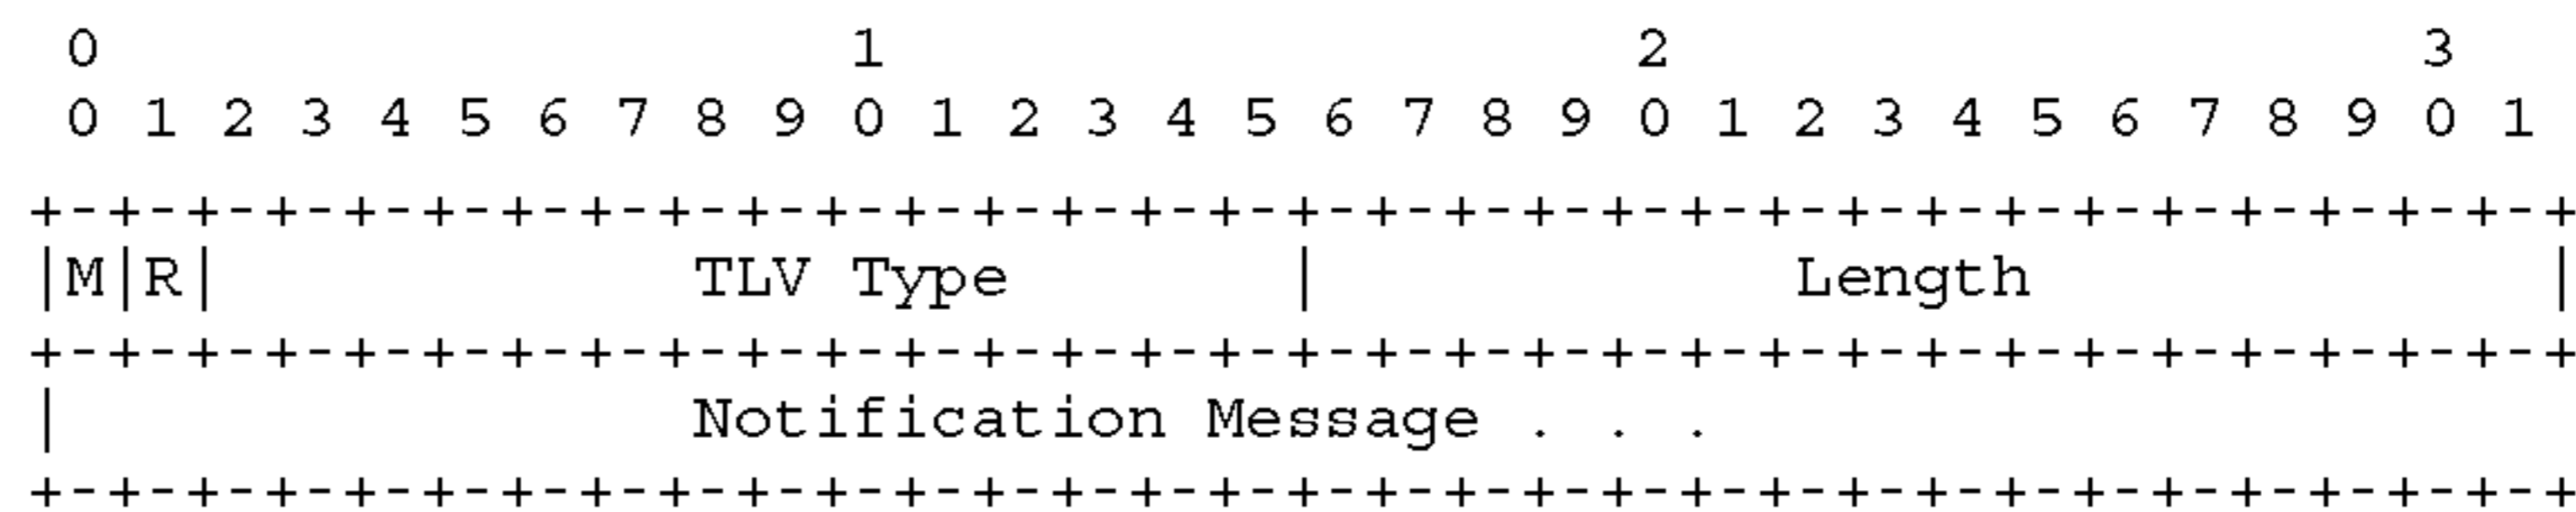 0                   1                   2                   3
 0 1 2 3 4 5 6 7 8 9 0 1 2 3 4 5 6 7 8 9 0 1 2 3 4 5 6 7 8 9 0 1
+-+-+-+-+-+-+-+-+-+-+-+-+-+-+-+-+-+-+-+-+-+-+-+-+-+-+-+-+-+-+-+-+
|M|R|            TLV Type       |            Length             |
+-+-+-+-+-+-+-+-+-+-+-+-+-+-+-+-+-+-+-+-+-+-+-+-+-+-+-+-+-+-+-+-+
|                Notification Message . . .
+-+-+-+-+-+-+-+-+-+-+-+-+-+-+-+-+-+-+-+-+-+-+-+-+-+-+-+-+-+-+-+-+